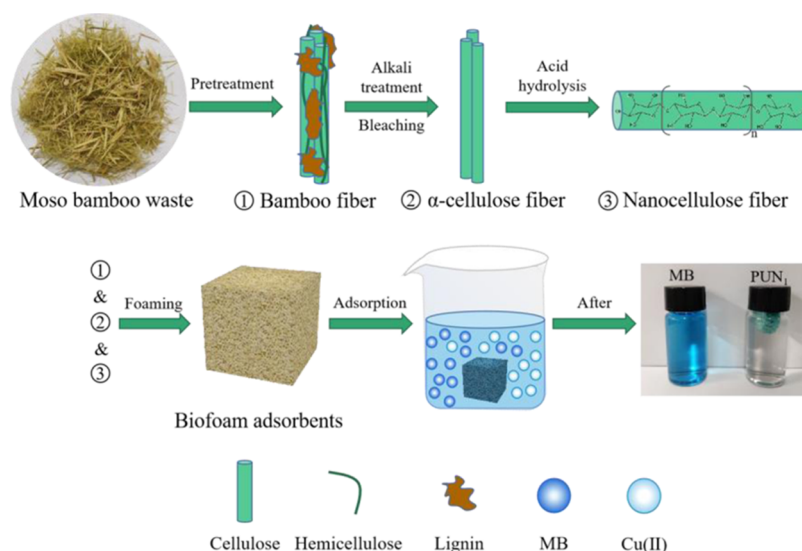 Pretreatment
Alkali
treatment
Bleaching
Acid
hydrolysis
n
Moso bamboo waste
① Bamboo fiber
② α-cellulose fiber
③ Nanocellulose fiber
①
&
②
&
③
Foaming
Adsorption
After
MB
PUN₁
Biofoam adsorbents
Cellulose
Hemicellulose
Lignin
MB
Cu(II)